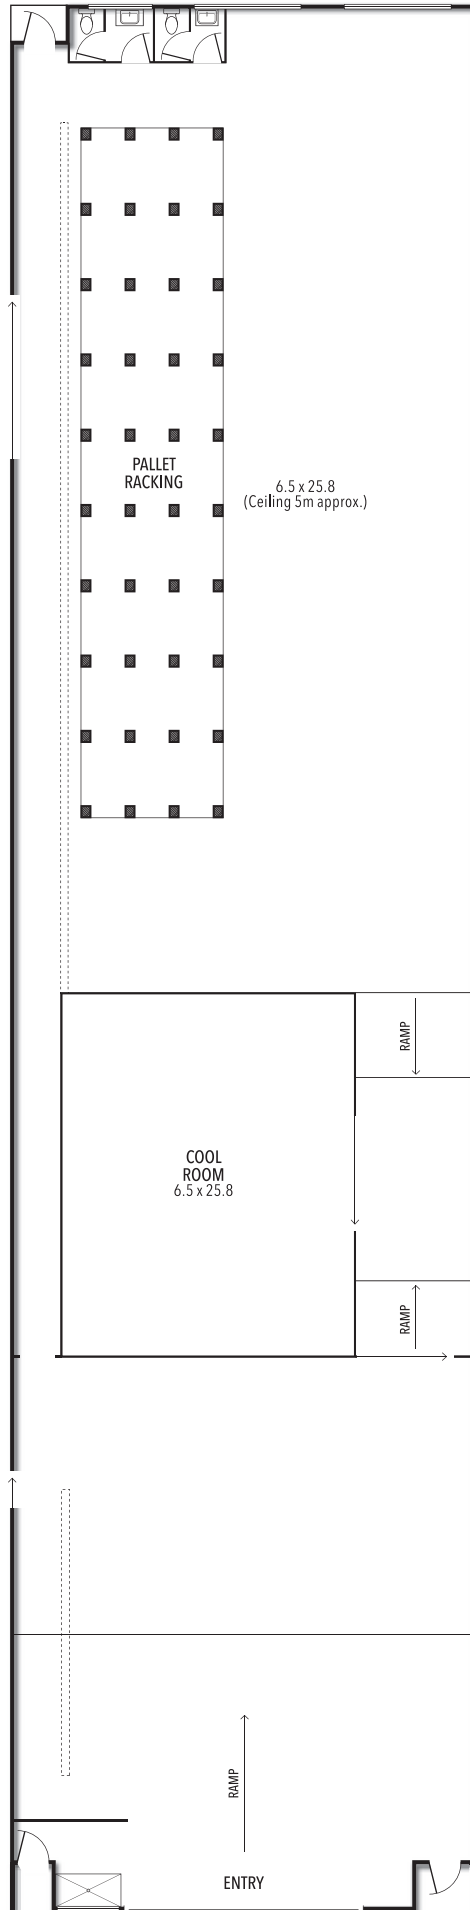 PALLET
RACKING
6.5 x 25.8
(Ceiling 5m approx.)
RAMP
COOL
ROOM
6.5 x 25.8
RAMP
RAMP
ENTRY